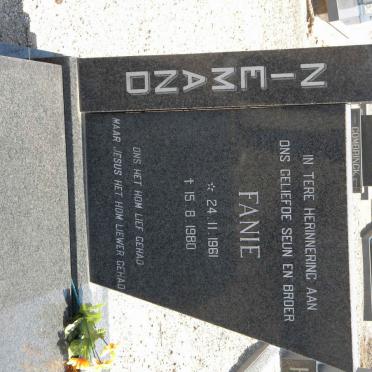 NIEMAND
IN TERE HERINNERING AAN
ONS GELIEFDE SEUN EN BROER
FANIE
☆ 24.11.1961
† 15.8.1980
ONS HET HOM LIEF GEHAD
MAAR JESUS HET HOM LIEWER GEHAD